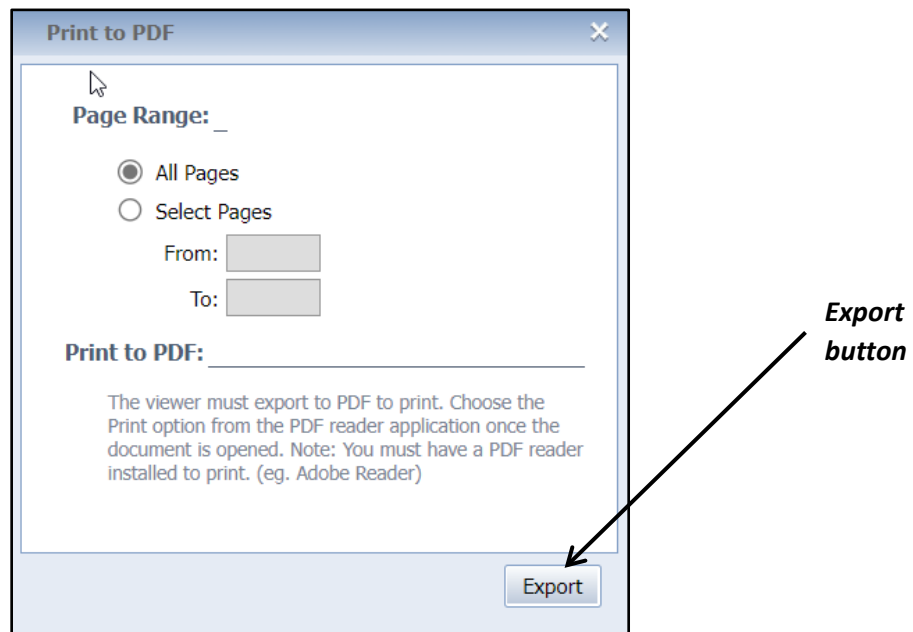 Print to PDF
Page Range:
All Pages
Select Pages
From:
To:
Print to PDF:
The viewer must export to PDF to print. Choose the
Print option from the PDF reader application once the
document is opened. Note: You must have a PDF reader
installed to print. (eg. Adobe Reader)
Export
Export
button